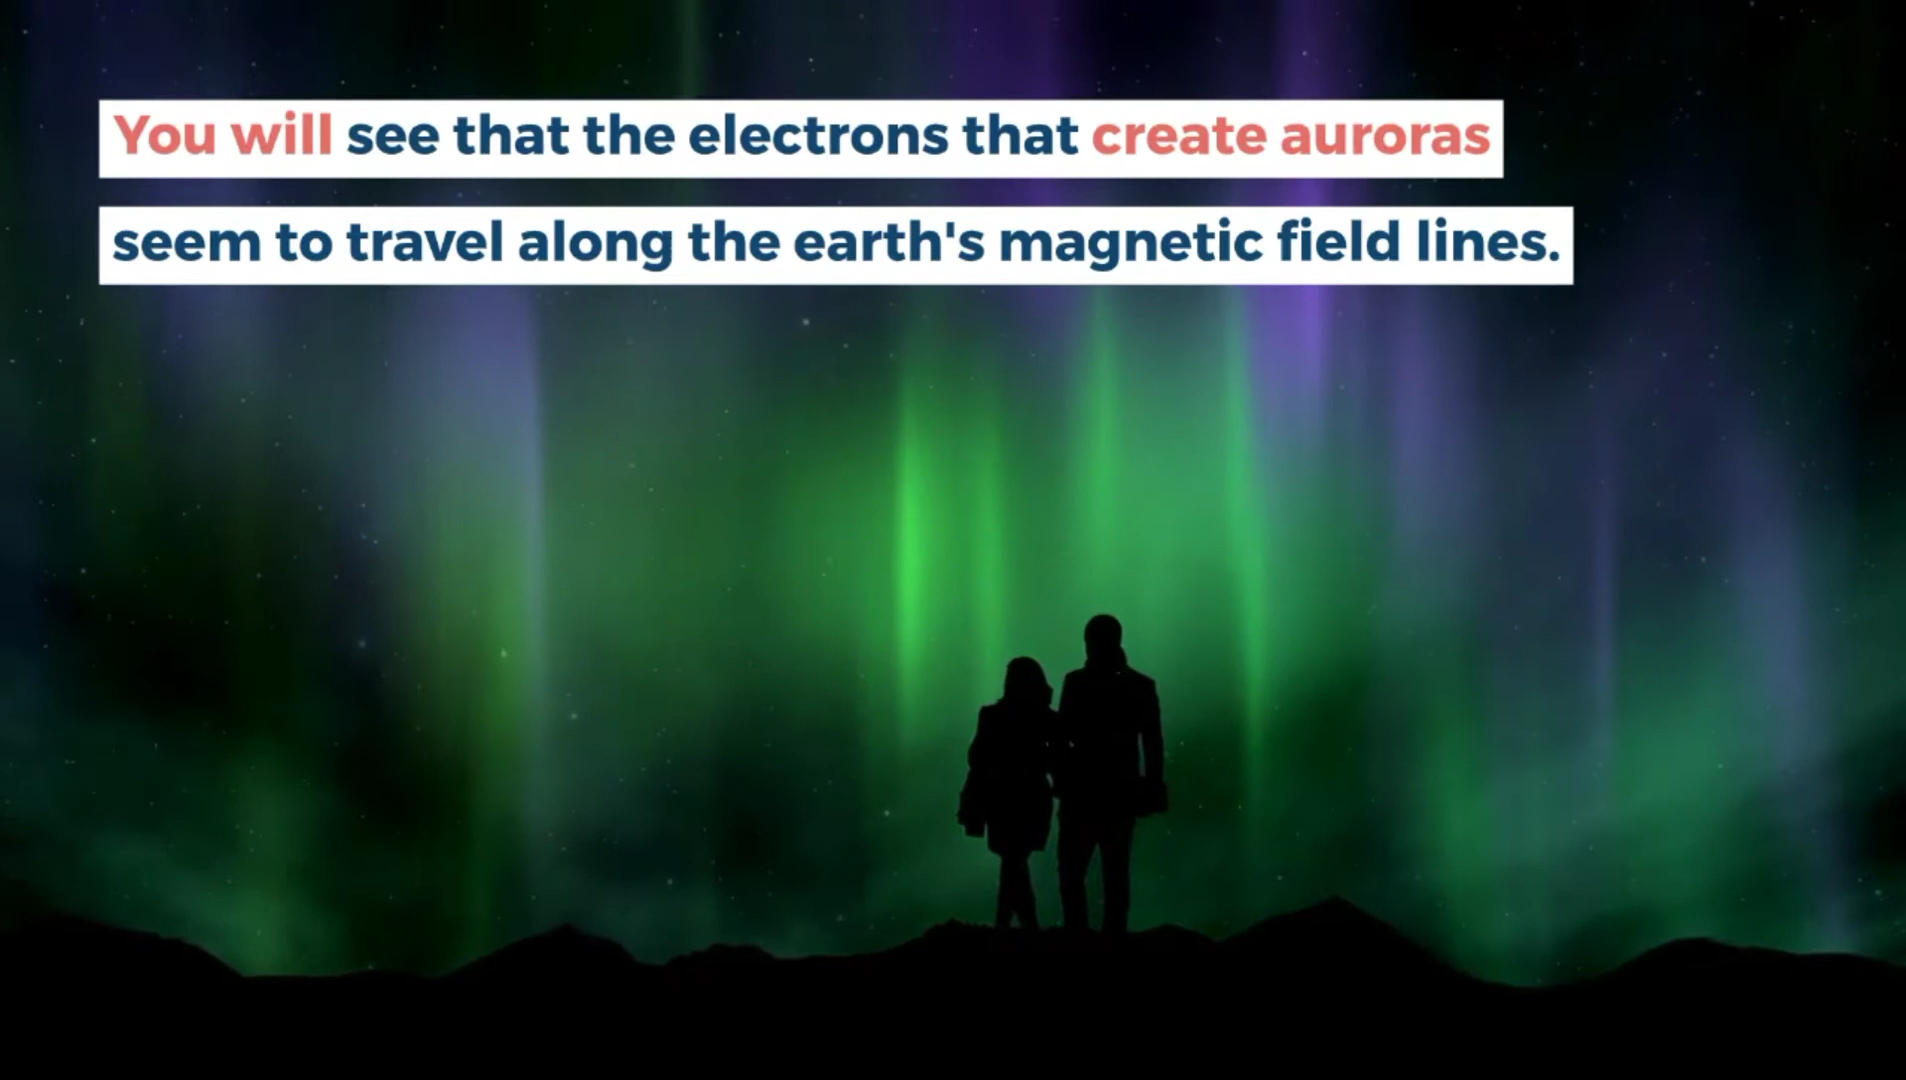 You will see that the electrons that create auroras
seem to travel along the earth's magnetic field lines.